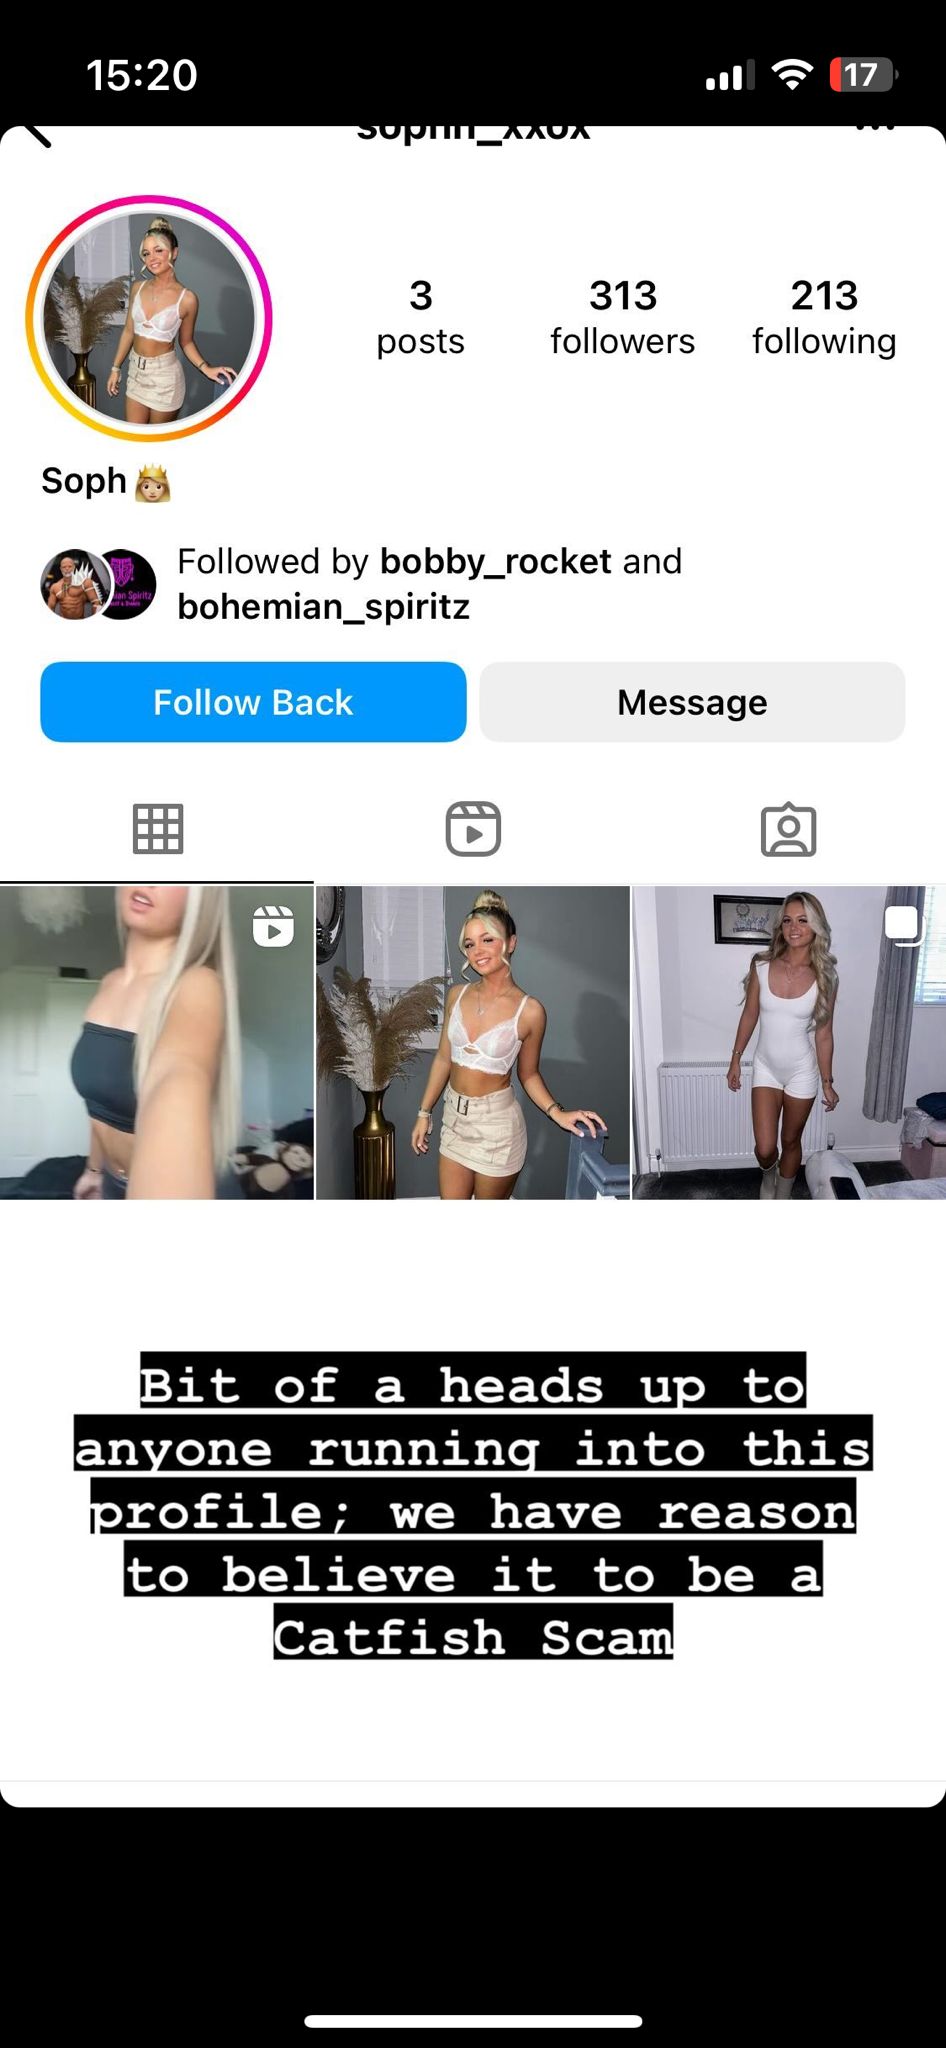 15:20
17
3
posts
313
followers
213
following
Soph
Followed by bobby_rocket and
bohemian_spiritz
Follow Back
Message
Bit of a heads up to
anyone running into this
profile; we have reason
to believe it to be a
Catfish Scam